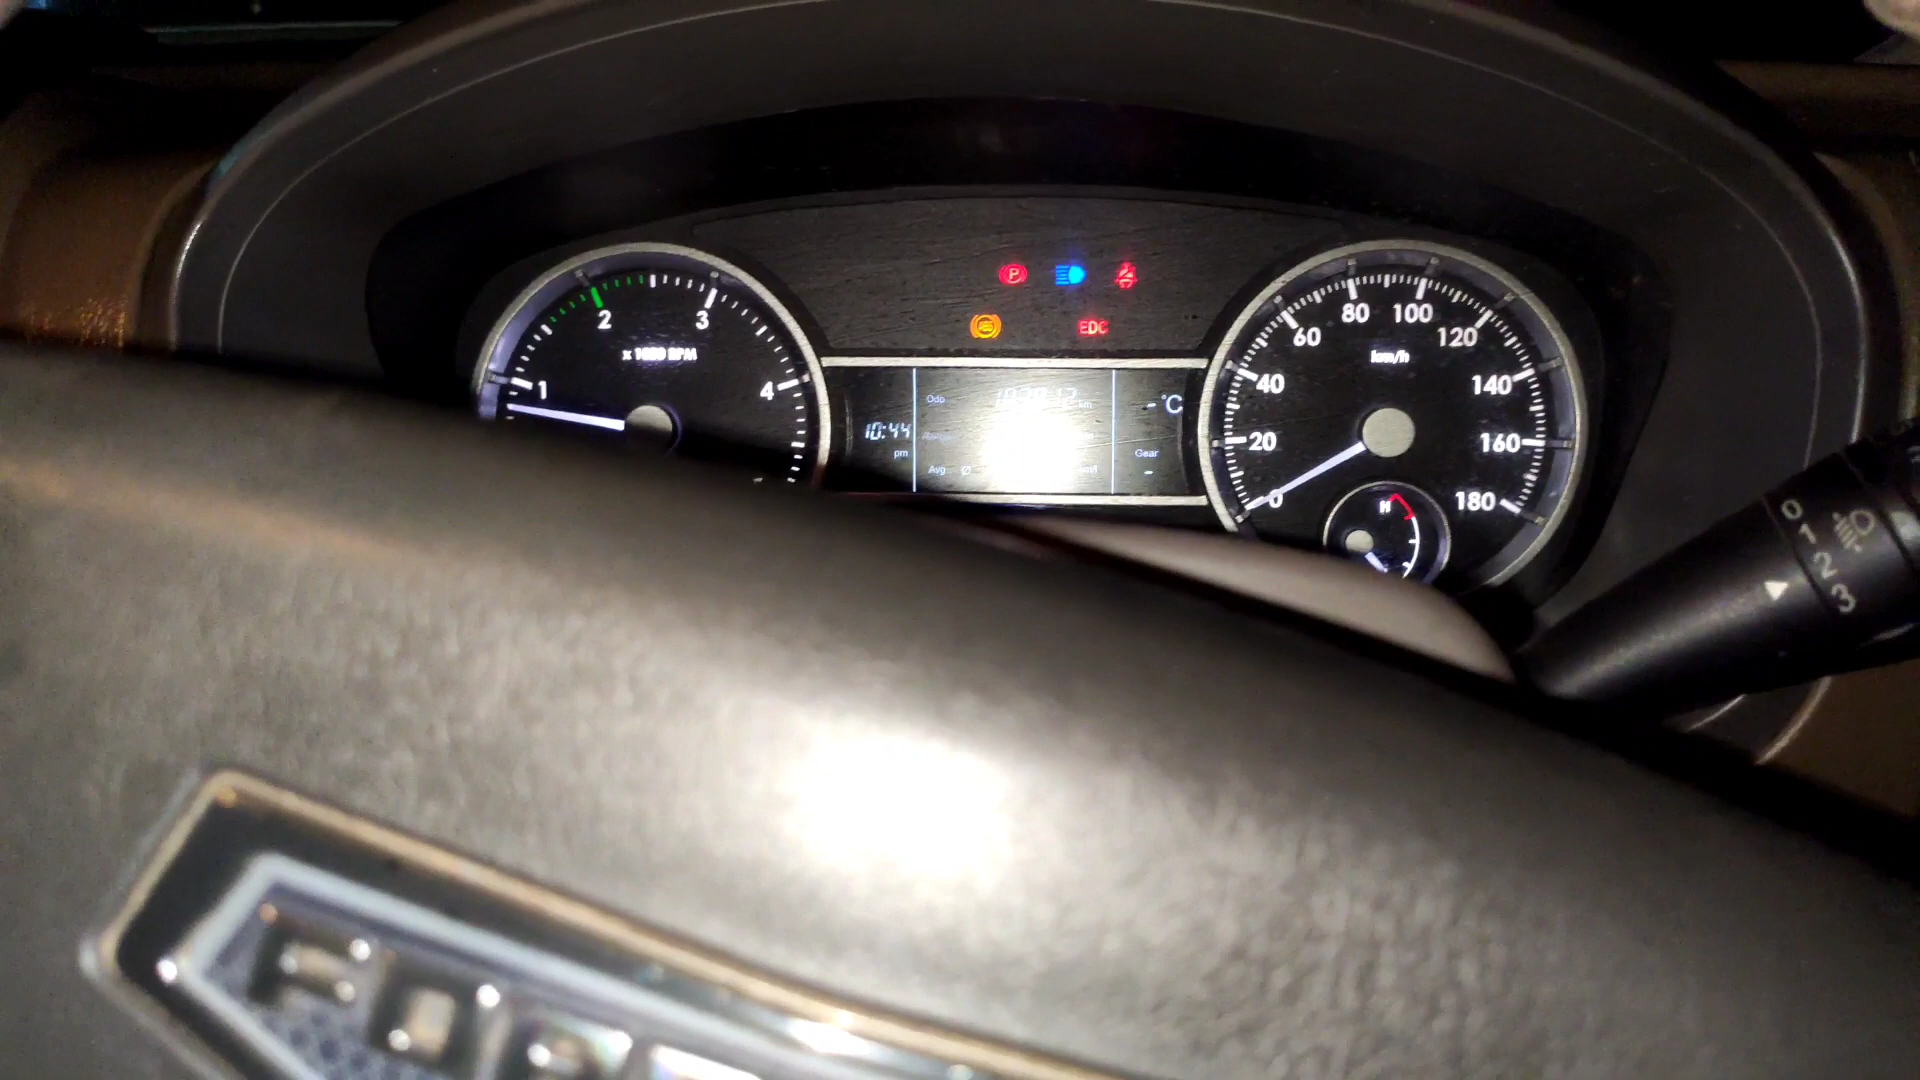 P
EDC
1 2 3 4
x 1000 RPM
0 20 40 60 80 100 120 140 160 180
km/h
H
10:44
pm
Odo
km
Avg. Ø
-°C
Gear
-
0 1 2 3